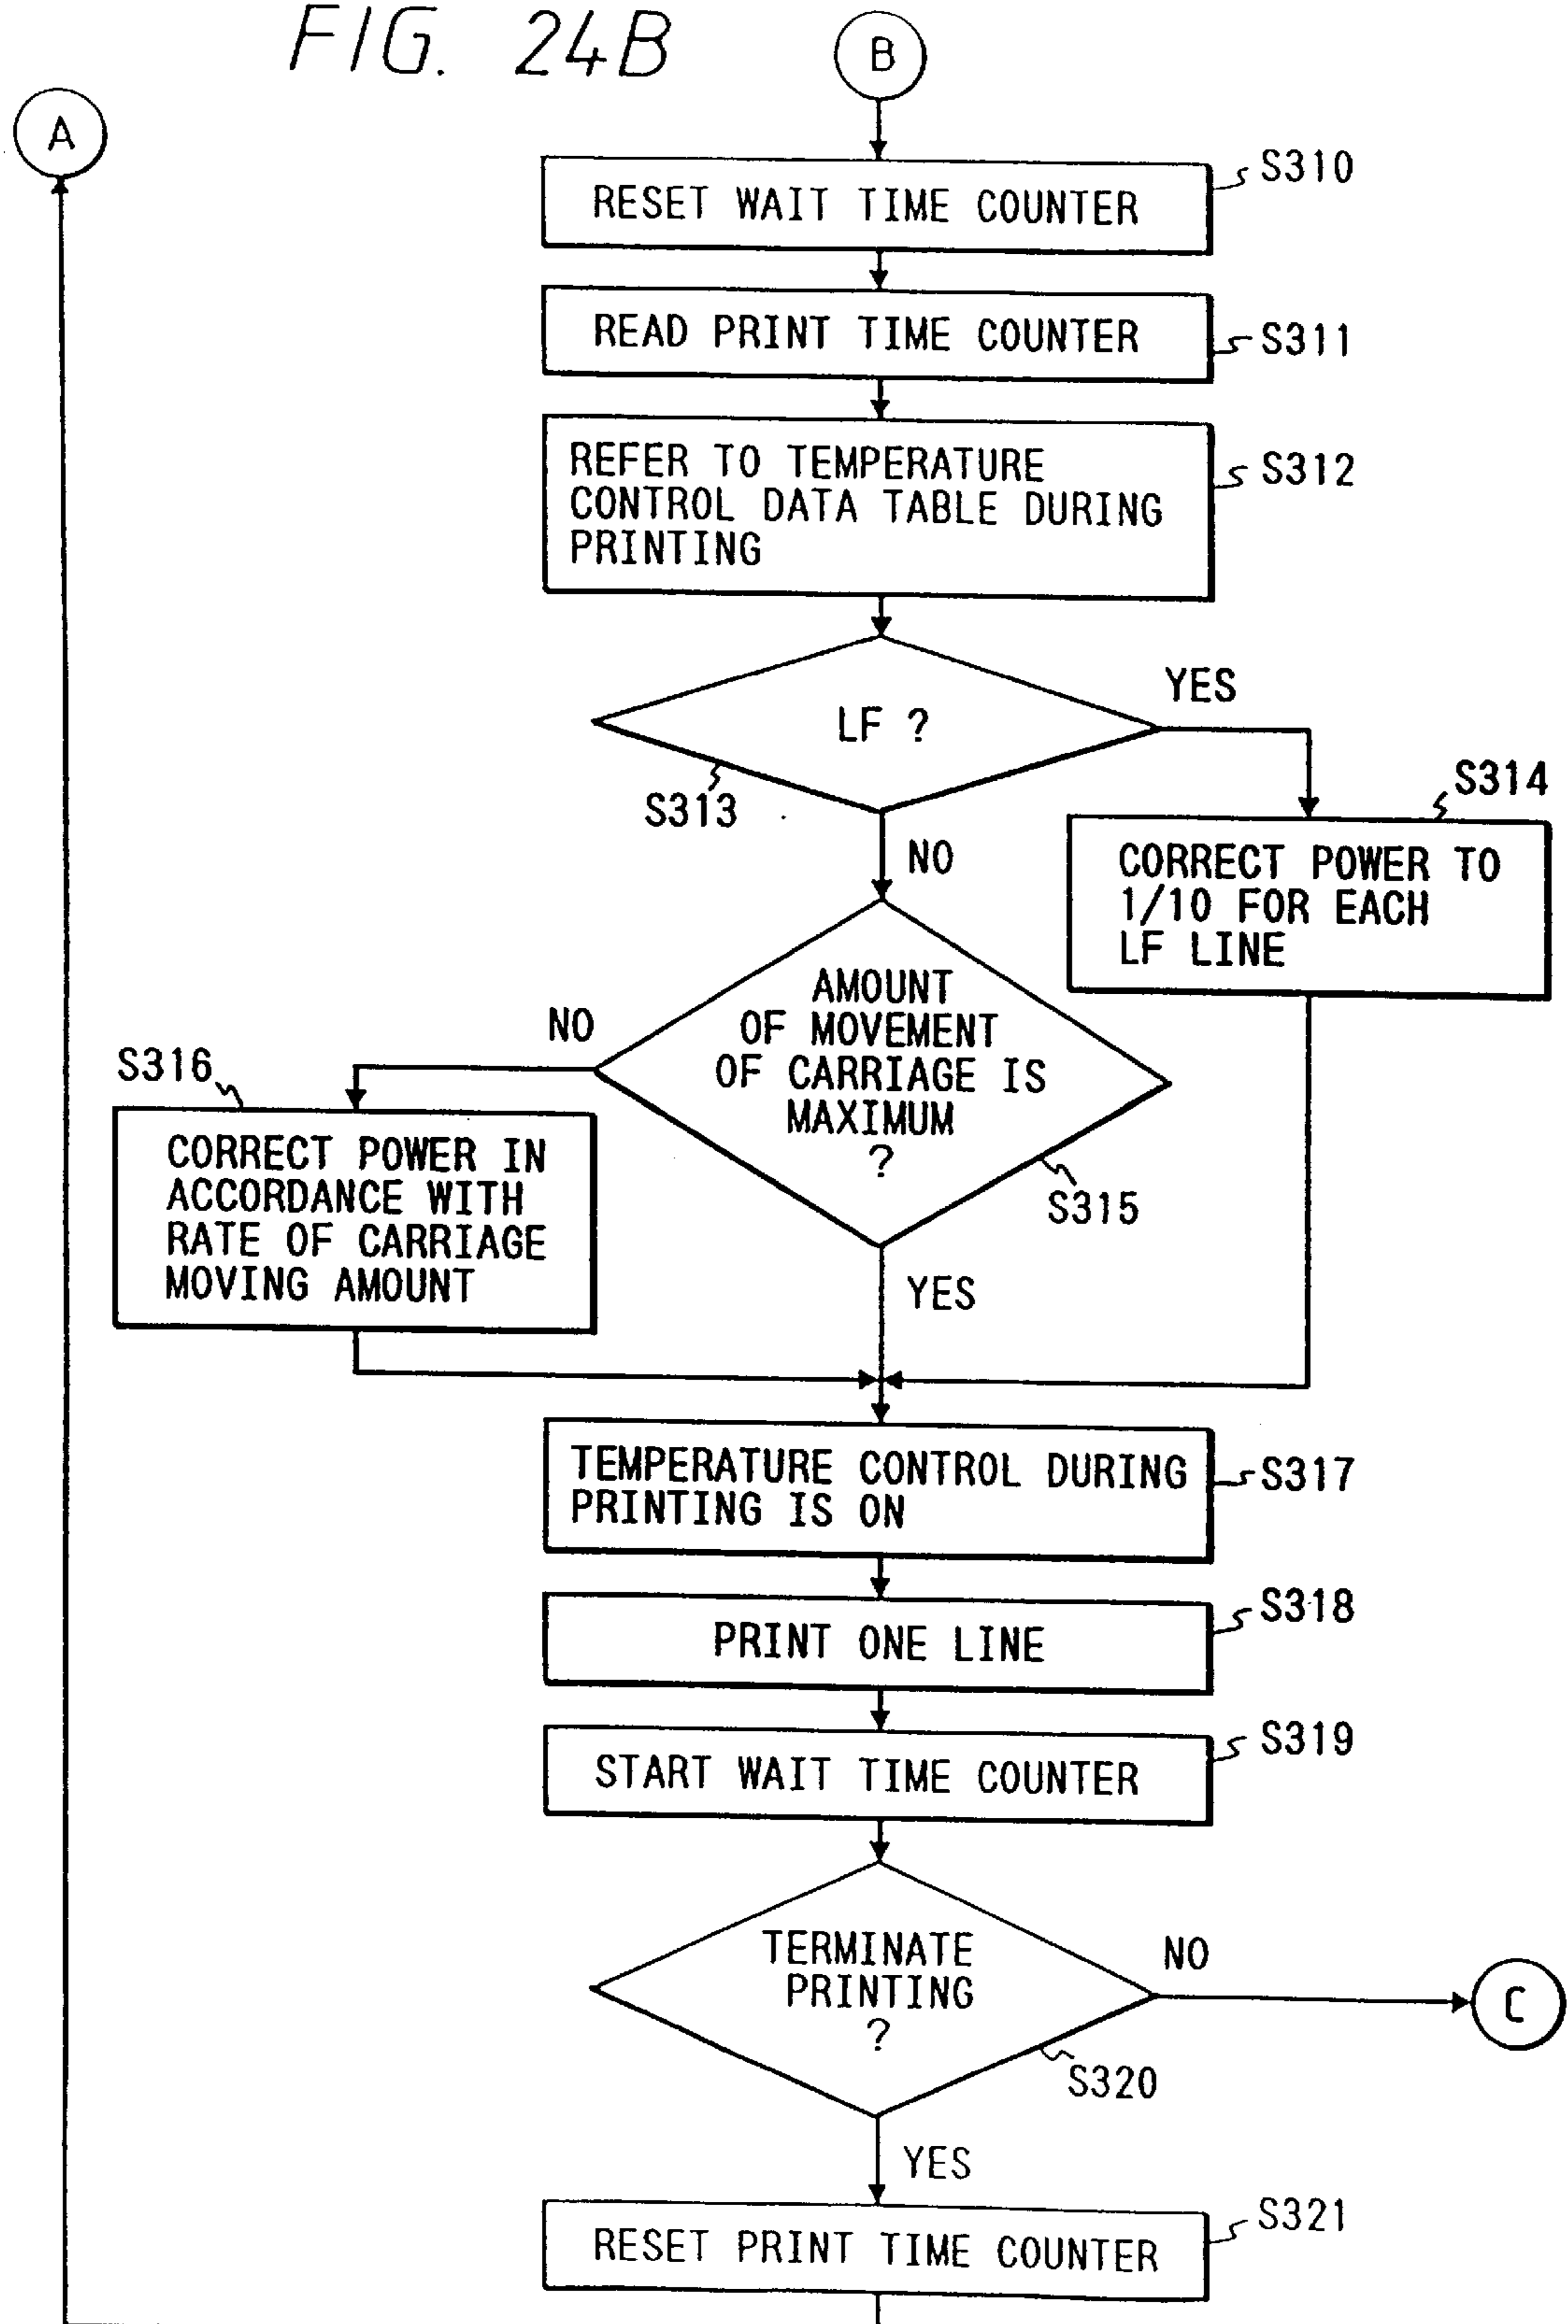 FIG. 24B
B
A
S310
RESET WAIT TIME COUNTER
READ PRINT TIME COUNTER
S311
REFER TO TEMPERATURE
CONTROL DATA TABLE DURING
PRINTING
S312
YES
LF ?
S313
S314
NO
CORRECT POWER TO
1/10 FOR EACH
LF LINE
AMOUNT
OF MOVEMENT
OF CARRIAGE IS
MAXIMUM
?
NO
S316
S315
CORRECT POWER IN
ACCORDANCE WITH
RATE OF CARRIAGE
MOVING AMOUNT
YES
TEMPERATURE CONTROL DURING
PRINTING IS ON
S317
S318
PRINT ONE LINE
S319
START WAIT TIME COUNTER
TERMINATE
PRINTING
?
NO
C
S320
YES
S321
RESET PRINT TIME COUNTER